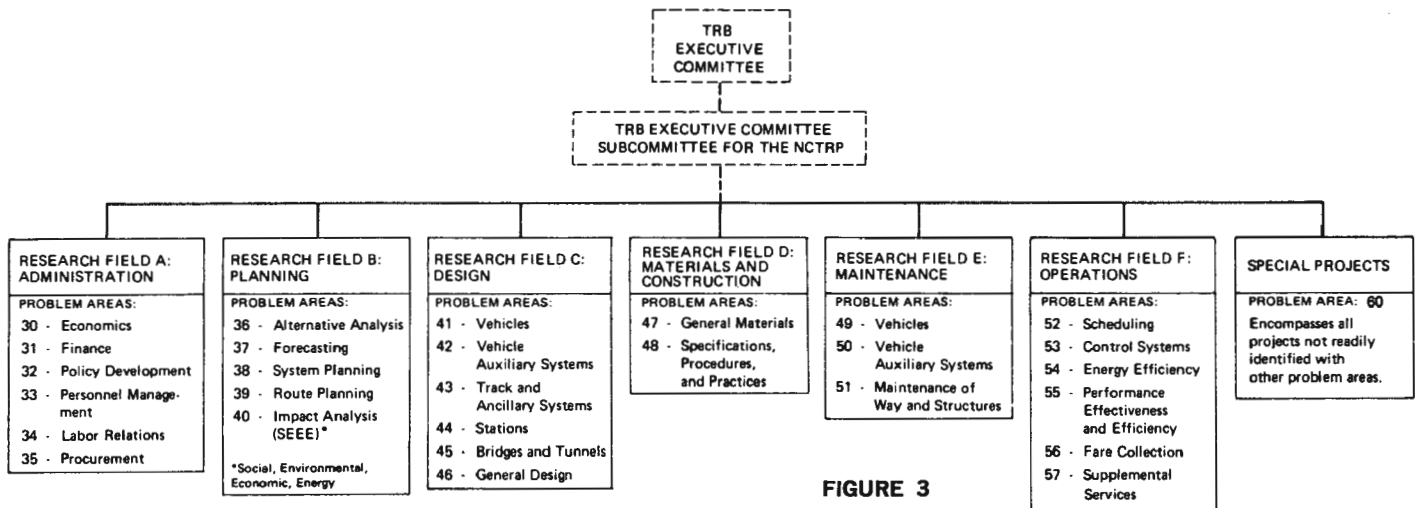 TRB
EXECUTIVE
COMMITTEE
TRB EXECUTIVE COMMITTEE
SUBCOMMITTEE FOR THE NCTRP
RESEARCH FIELD A:
ADMINISTRATION
PROBLEM AREAS:
30 - Economics
31 - Finance
32 - Policy Development
33 - Personnel Manage-
ment
34 - Labor Relations
35 - Procurement
RESEARCH FIELD B:
PLANNING
PROBLEM AREAS:
36 - Alternative Analysis
37 - Forecasting
38 - System Planning
39 - Route Planning
40 - Impact Analysis
(SEEE)*
*Social, Environmental,
Economic, Energy
RESEARCH FIELD C:
DESIGN
PROBLEM AREAS:
41 - Vehicles
42 - Vehicle
Auxiliary Systems
43 - Track and
Ancillary Systems
44 - Stations
45 - Bridges and Tunnels
46 - General Design
RESEARCH FIELD D:
MATERIALS AND
CONSTRUCTION
PROBLEM AREAS:
47 - General Materials
48 - Specifications,
Procedures,
and Practices
RESEARCH FIELD E:
MAINTENANCE
PROBLEM AREAS:
49 - Vehicles
50 - Vehicle
Auxiliary Systems
51 - Maintenance of
Way and Structures
RESEARCH FIELD F:
OPERATIONS
PROBLEM AREAS:
52 - Scheduling
53 - Control Systems
54 - Energy Efficiency
55 - Performance
Effectiveness
and Efficiency
56 - Fare Collection
57 - Supplemental
Services
SPECIAL PROJECTS
PROBLEM AREA: 60
Encompasses all
projects not readily
identified with
other problem areas.
FIGURE 3